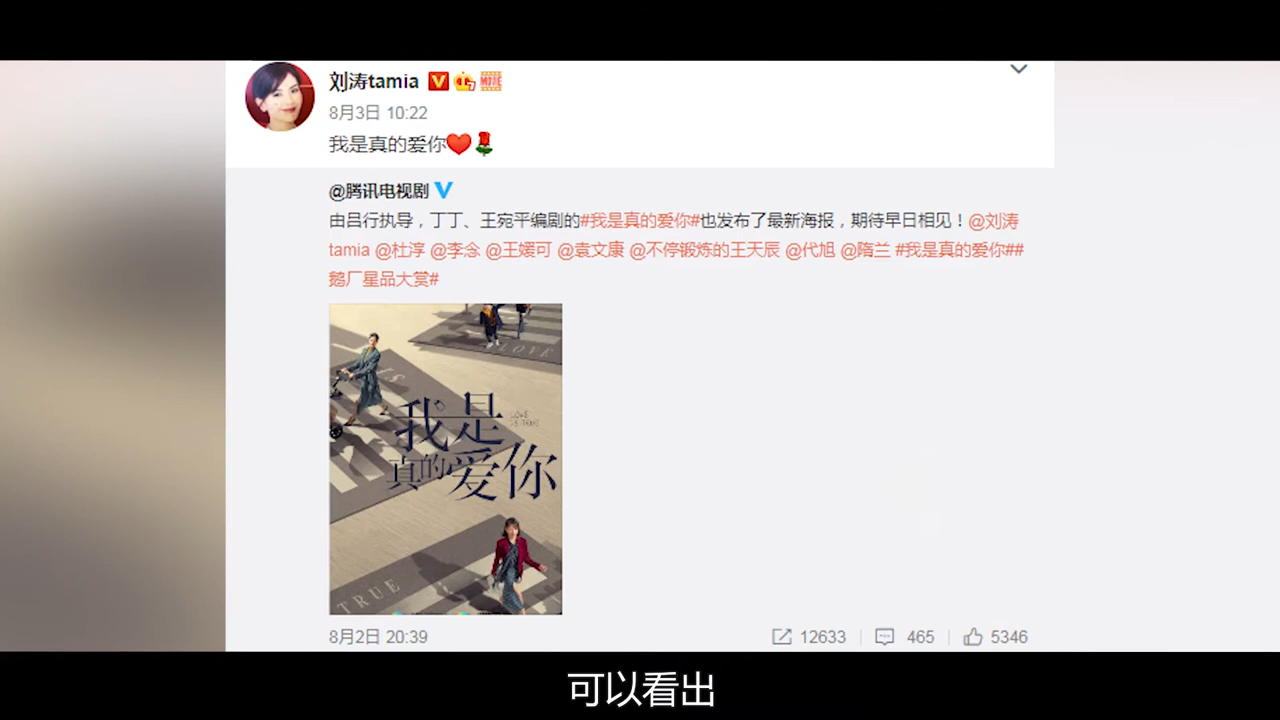 刘涛tamia
8月3日 10:22
我是真的爱你❤️🌹
@腾讯电视剧
由吕行执导，丁丁、王宛平编剧的#我是真的爱你#也发布了最新海报，期待早日相见！@刘涛
tamia @杜淳 @李念 @王媛可 @袁文康 @不停锻炼的王天辰 @代旭 @隋兰 #我是真的爱你##
鹅厂星品大赏#
LOVE
IS
我是
LOVE
IS TRUE
真的爱你
TRUE
8月2日 20:39
12633
465
5346
可以看出